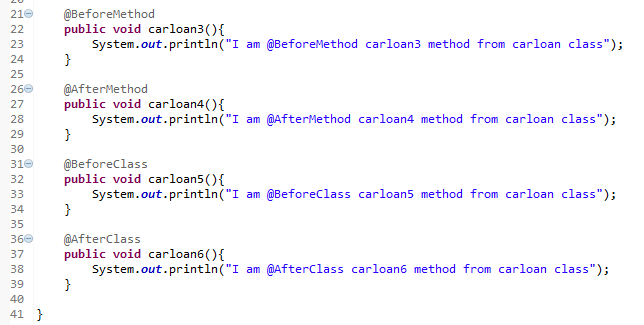 21 @BeforeMethod
22 public void carloan3(){
23 System.out.println("I am @BeforeMethod carloan3 method from carloan class");
24 }
25
26 @AfterMethod
27 public void carloan4(){
28 System.out.println("I am @AfterMethod carloan4 method from carloan class");
29 }
30
31 @BeforeClass
32 public void carloan5(){
33 System.out.println("I am @BeforeClass carloan5 method from carloan class");
34 }
35
36 @AfterClass
37 public void carloan6(){
38 System.out.println("I am @AfterClass carloan6 method from carloan class");
39 }
40
41 }